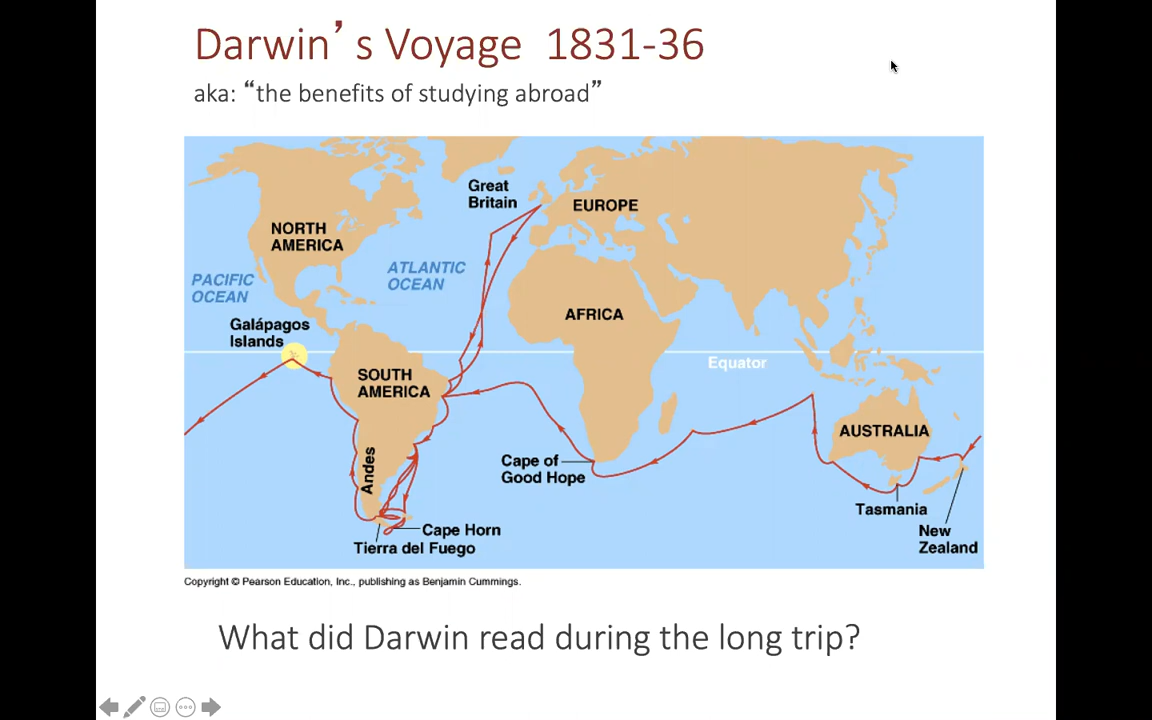 Darwin’s Voyage 1831-36
aka: “the benefits of studying abroad”
Great
Britain
EUROPE
NORTH
AMERICA
ATLANTIC
OCEAN
PACIFIC
OCEAN
AFRICA
Galápagos
Islands
Equator
SOUTH
AMERICA
AUSTRALIA
Andes
Cape of
Good Hope
Tasmania
Cape Horn
New
Zealand
Tierra del Fuego
Copyright © Pearson Education, Inc., publishing as Benjamin Cummings.
What did Darwin read during the long trip?